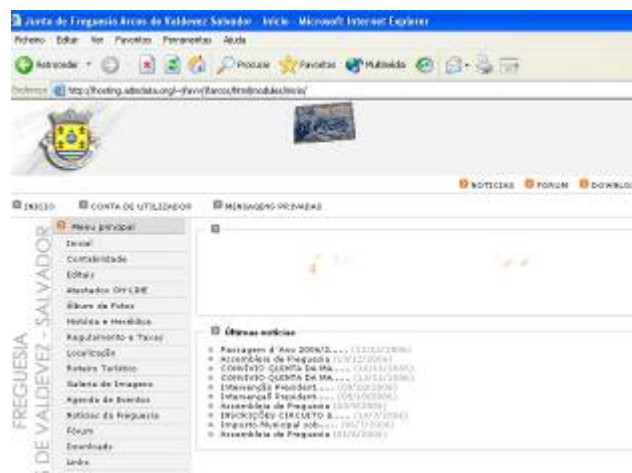 Junta de Freguesia Arcos de Valdevez Salvador - Início - Microsoft Internet Explorer
Ficheiro Editar Ver Favoritos Ferramentas Ajuda
Retroceder Procurar Favoritos Multimédia
NOTICIAS FORUM DOWNLO
INICIO CONTA DE UTILIZADOR MENSAGENS PRIVADAS
Menu principal
Inicial
Contabilidade
Editais
Atestados ON-LINE
Álbum de Fotos
História e Heráldica
Regulamento e Taxas
Localização
Roteiro Turístico
Galeria de Imagens
Agenda de Eventos
Notícias da Freguesia
Fórum
Downloads
Links
FREGUESIA
DE VALDEVEZ - SALVADOR
Últimas notícias
Passagem d'Ano 2006/2.....
Assembleia de Freguesia
CONVÍVIO QUINTA DA MA....
CONVÍVIO QUINTA DA MA....
Intervenção President....
Intervençaõ President....
Assembleia de Freguesia
INSCRIÇÕES CIRCUITO
Imposto Municipal sob.....
Assembleia de Freguesia